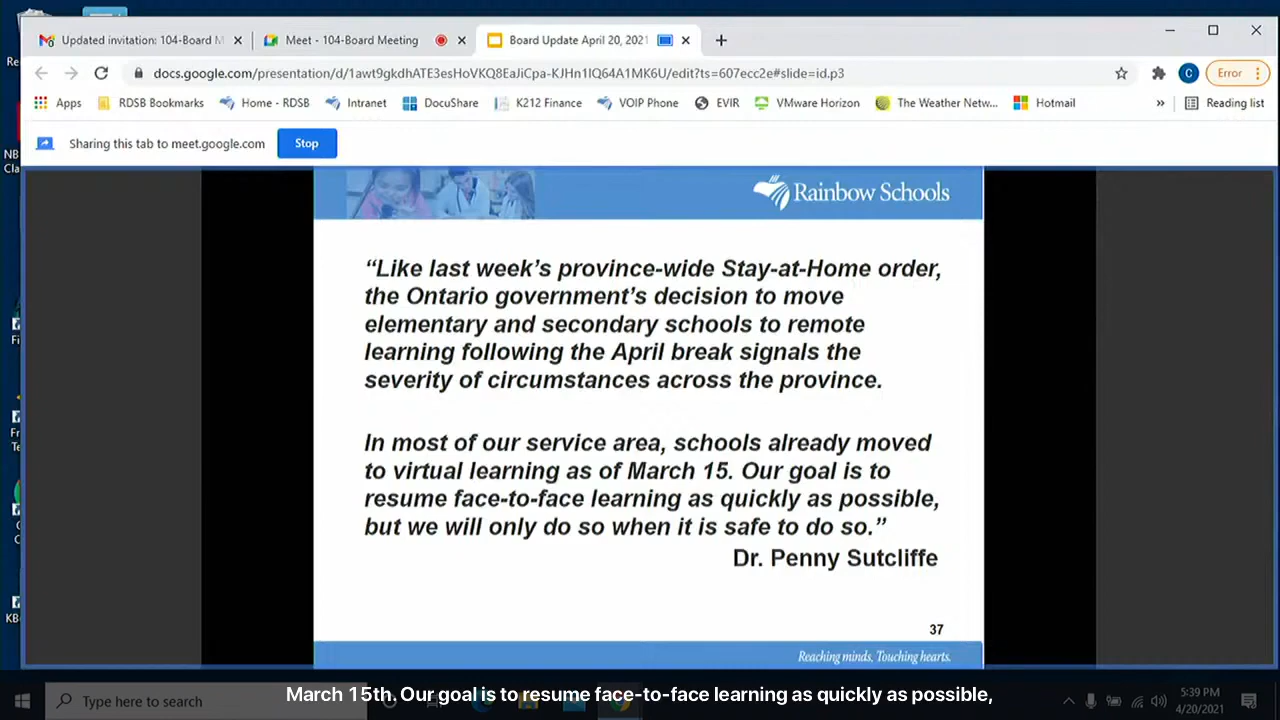 Updated invitation: 104-Board M
Meet - 104-Board Meeting
Board Update April 20, 2021
docs.google.com/presentation/d/1awt9gkdhATE3esHoVKQ8EaJiCpa-KJHn1IQ64A1MK6U/edit?ts=607ecc2e#slide=id.p3
C
Error
Apps
RDSB Bookmarks
Home - RDSB
Intranet
DocuShare
K212 Finance
VOIP Phone
EVIR
VMware Horizon
The Weather Netw...
Hotmail
»
Reading list
Sharing this tab to meet.google.com
Stop
Rainbow Schools
“Like last week’s province-wide Stay-at-Home order,
the Ontario government’s decision to move
elementary and secondary schools to remote
learning following the April break signals the
severity of circumstances across the province.
In most of our service area, schools already moved
to virtual learning as of March 15. Our goal is to
resume face-to-face learning as quickly as possible,
but we will only do so when it is safe to do so.”
Dr. Penny Sutcliffe
37
Reaching minds. Touching hearts.
March 15th. Our goal is to resume face-to-face learning as quickly as possible,
Type here to search
5:39 PM
4/20/2021